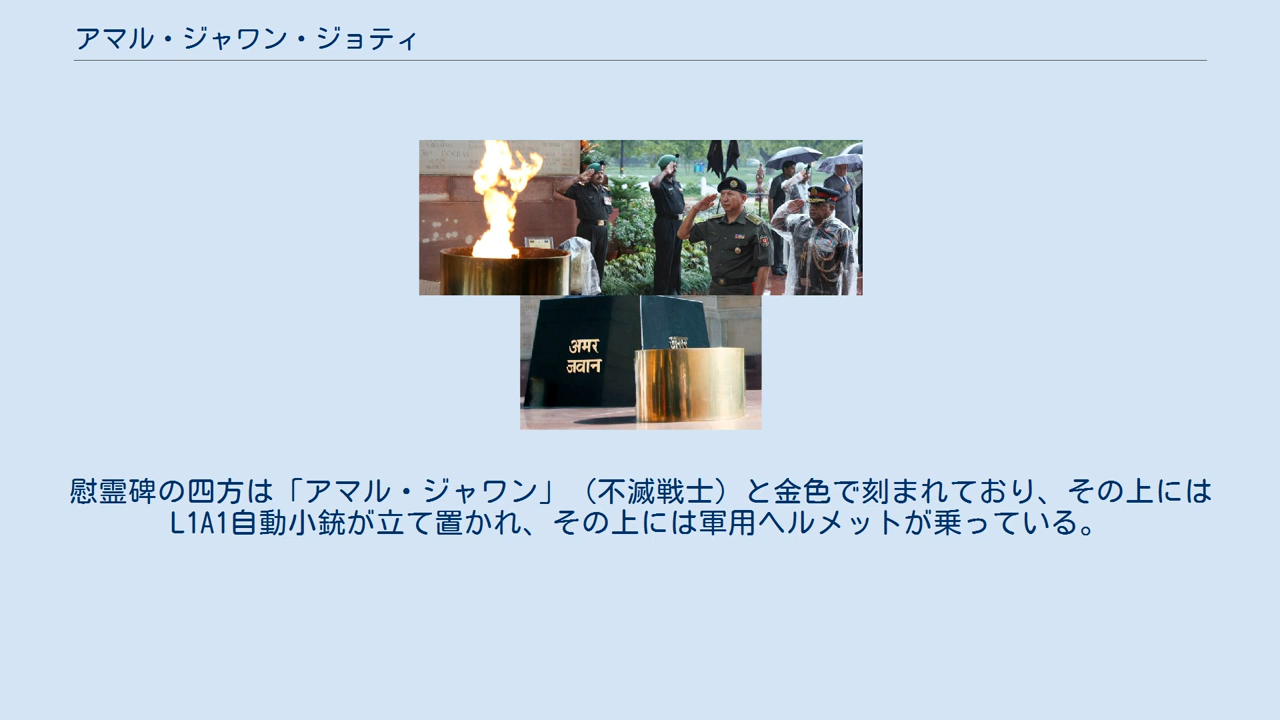 アマル・ジャワン・ジョティ
अमर
जवान
慰霊碑の四方は「アマル・ジャワン」（不滅戦士）と金色で刻まれており、その上には
L1A1自動小銃が立て置かれ、その上には軍用ヘルメットが乗っている。